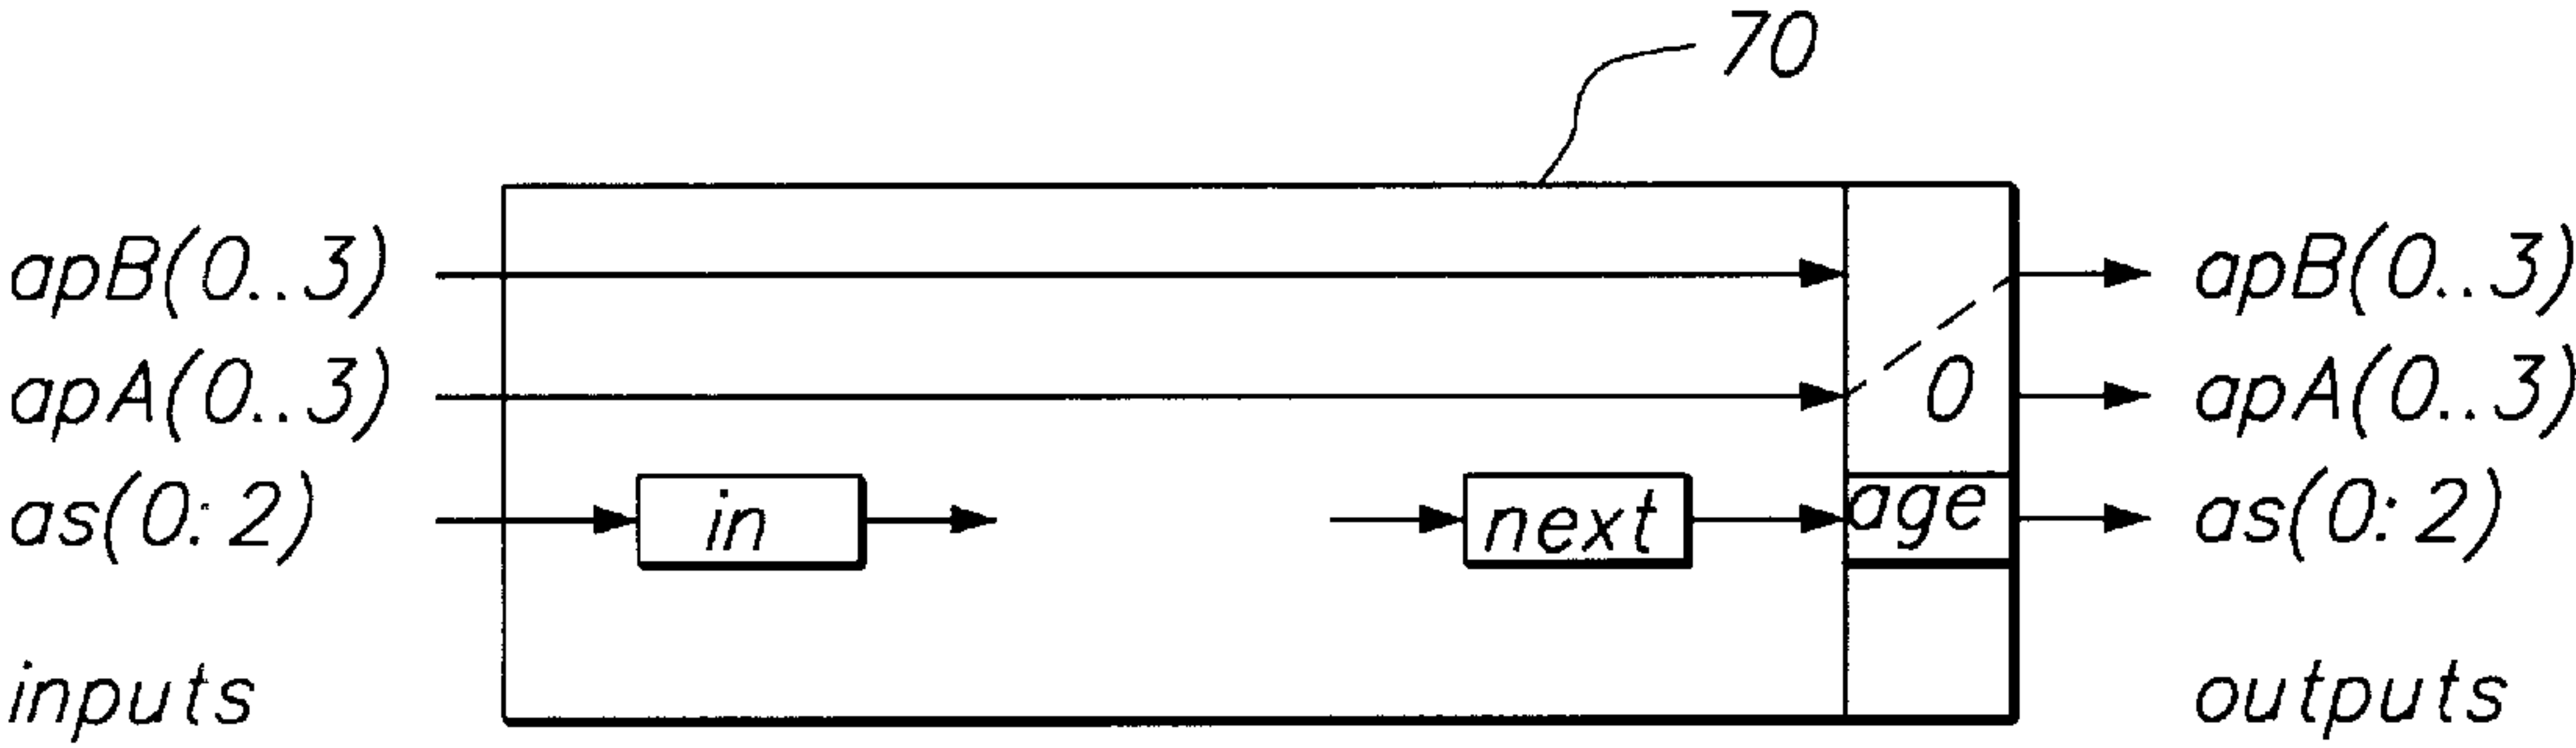 70
apB(0..3) apB(0..3)
apA(0..3) 0 apA(0..3)
as(0:2) in next age as(0:2)
inputs outputs